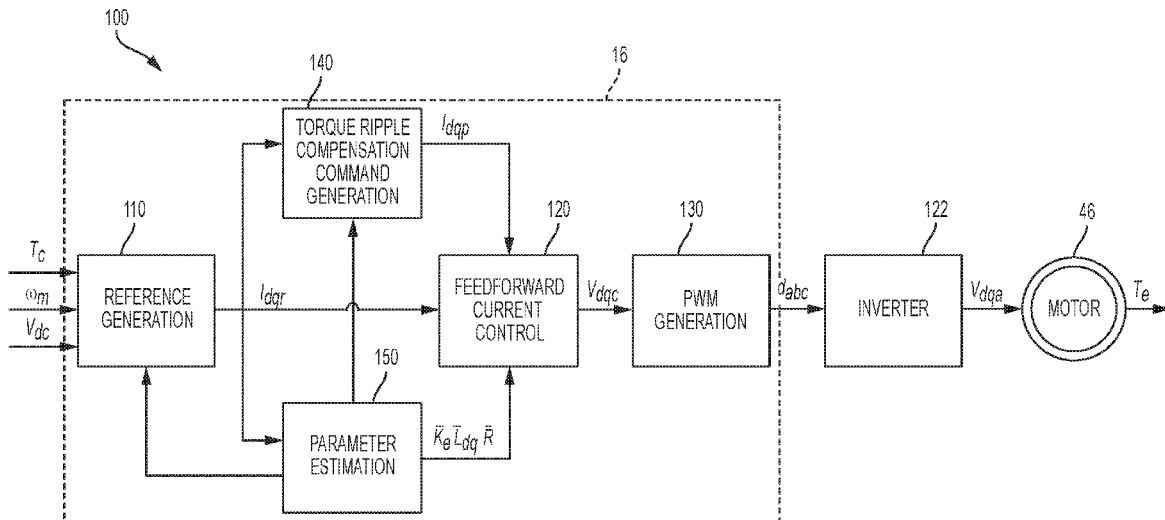 100
16
140
TORQUE RIPPLE
COMPENSATION
COMMAND
GENERATION
I_dqp
110
120
130
122
46
T_c
ω_m
V_dc
REFERENCE
GENERATION
I_dqr
FEEDFORWARD
CURRENT
CONTROL
V_dqc
PWM
GENERATION
d_abc
INVERTER
V_dqa
MOTOR
T_e
150
PARAMETER
ESTIMATION
K̅_e L̅_dq R̅